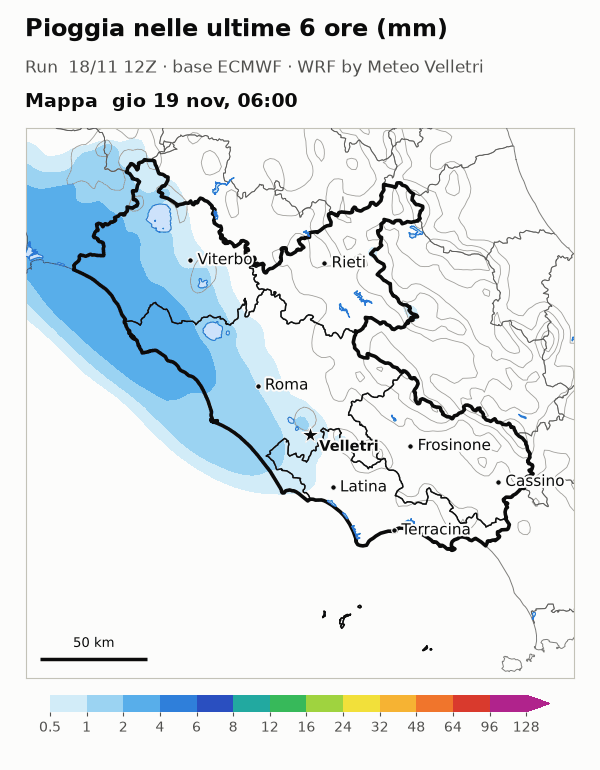 Pioggia nelle ultime 6 ore (mm)
Run 18/11 12Z · base ECMWF · WRF by Meteo Velletri
Mappa gio 19 nov, 06:00
Viterbo
Rieti
Roma
Velletri
Frosinone
Latina
Cassino
Terracina
50 km
0.5 1 2 4 6 8 12 16 24 32 48 64 96 128